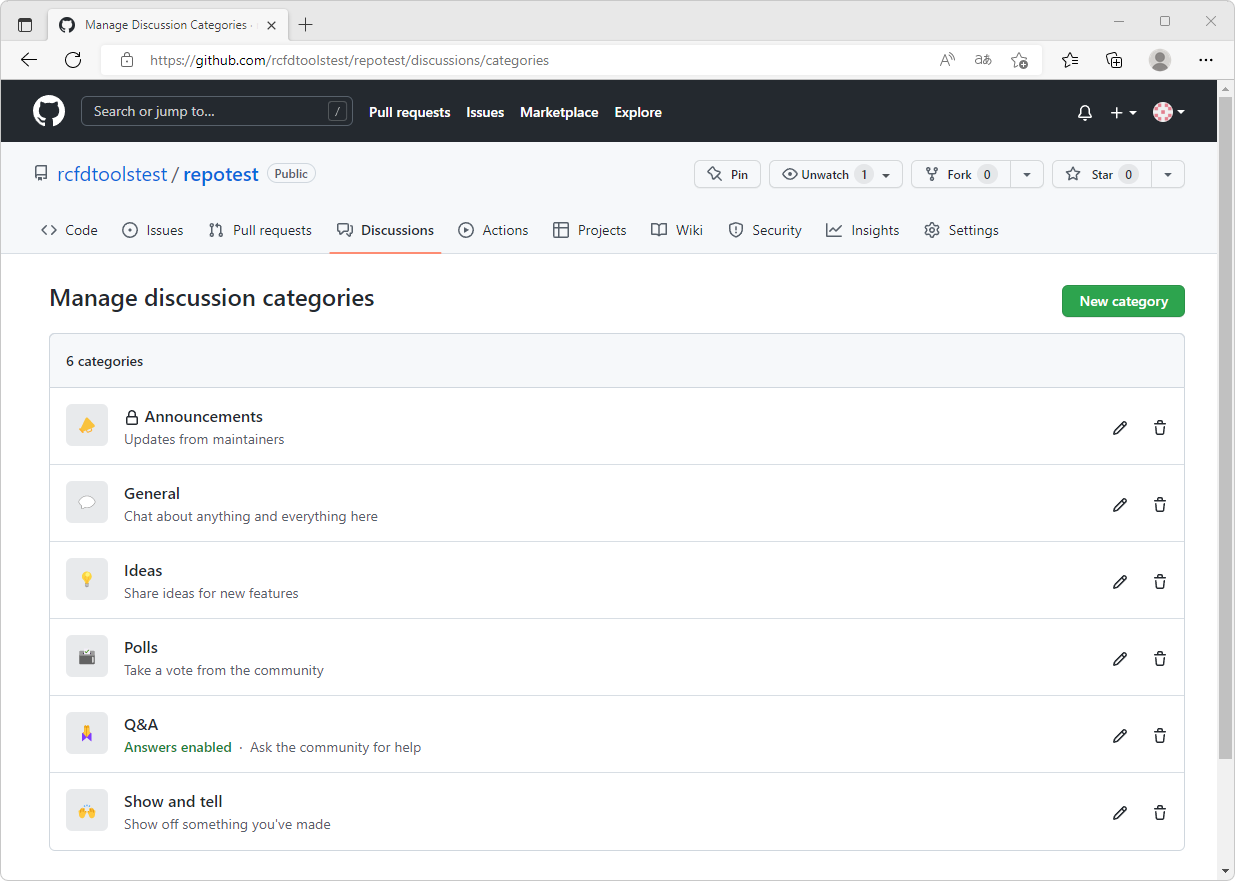 Manage Discussion Categories ·
https://github.com/rcfdtoolstest/repotest/discussions/categories
Search or jump to... /
Pull requests Issues Marketplace Explore
rcfdtoolstest / repotest Public
Pin Unwatch 1 Fork 0 Star 0
Code Issues Pull requests Discussions Actions Projects Wiki Security Insights Settings
Manage discussion categories
New category
6 categories
Announcements
Updates from maintainers
General
Chat about anything and everything here
Ideas
Share ideas for new features
Polls
Take a vote from the community
Q&A
Answers enabled · Ask the community for help
Show and tell
Show off something you've made